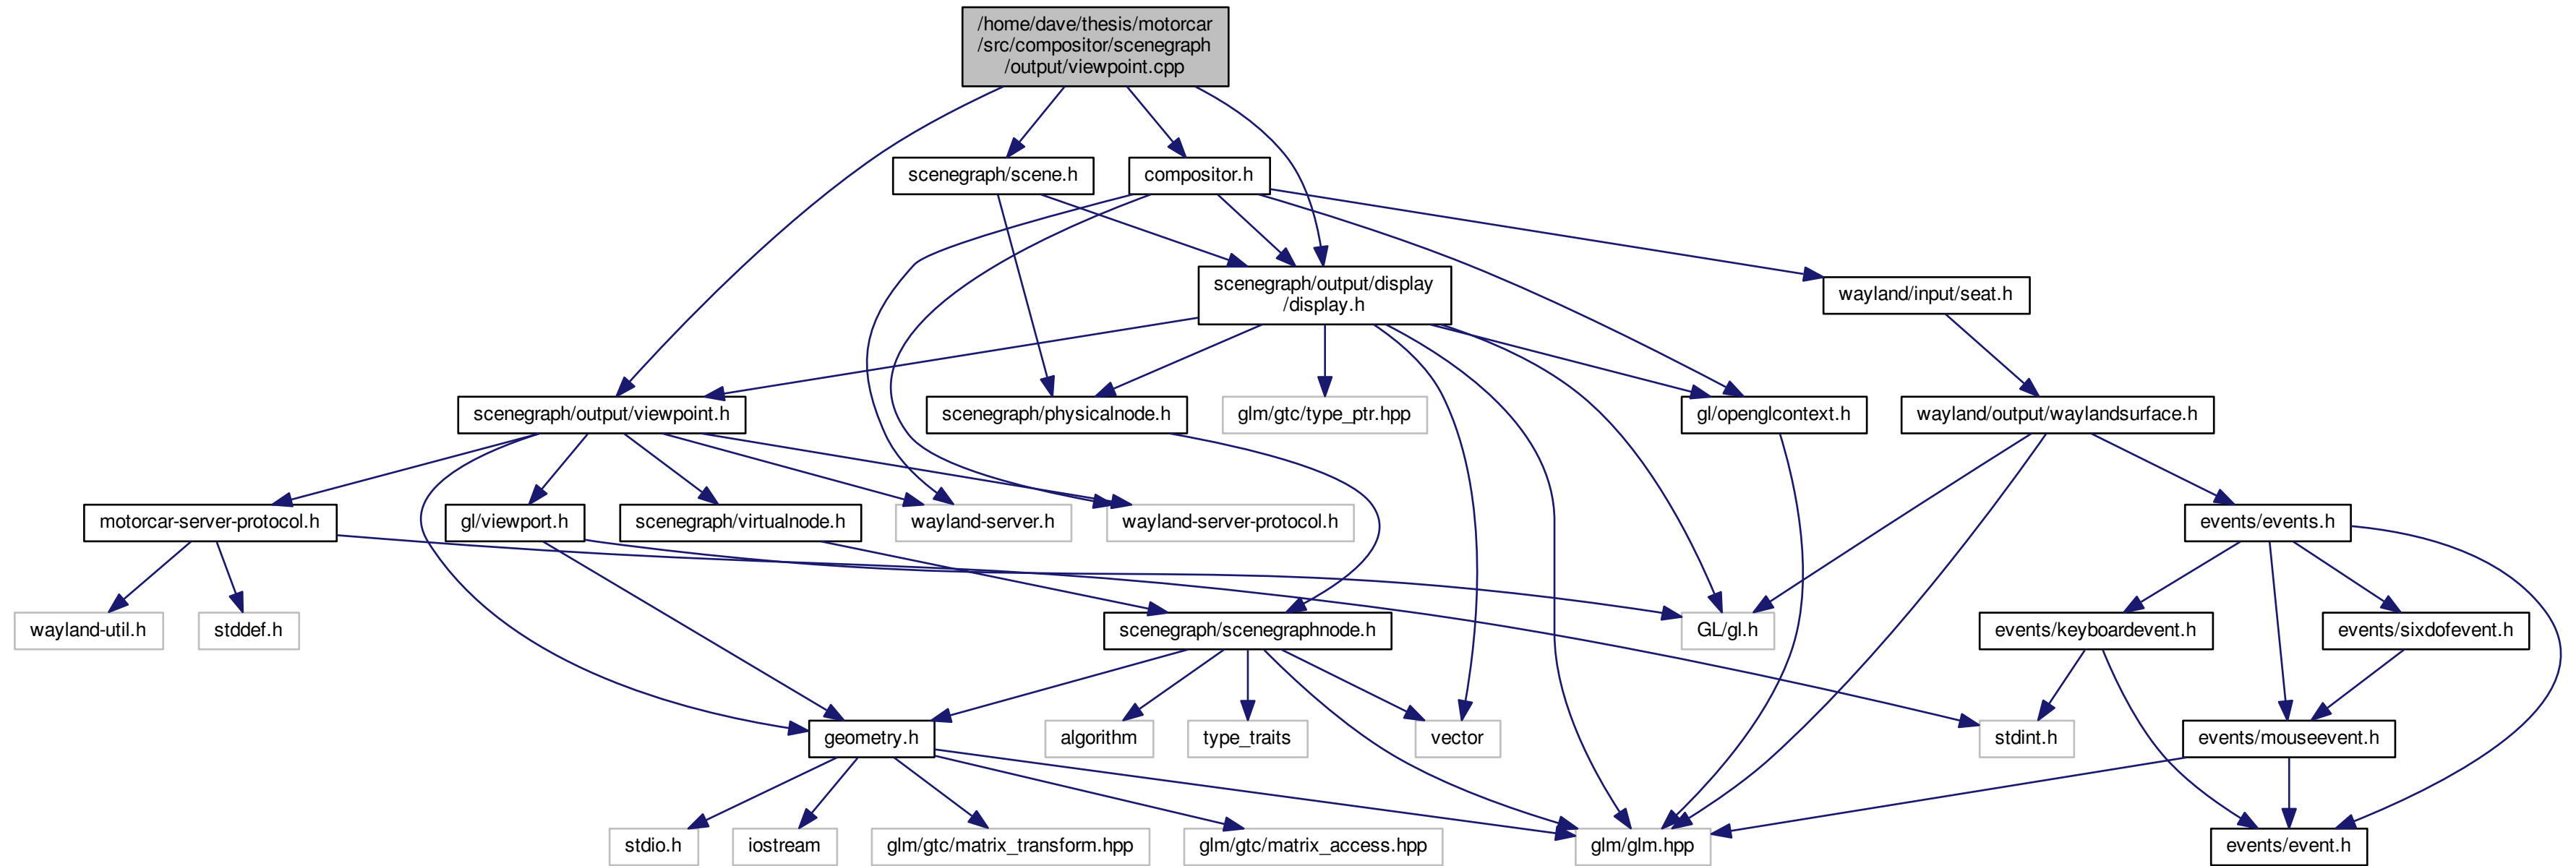 /home/dave/thesis/motorcar
/src/compositor/scenegraph
/output/viewpoint.cpp
scenegraph/scene.h
compositor.h
scenegraph/output/display
/display.h
wayland/input/seat.h
scenegraph/output/viewpoint.h
scenegraph/physicalnode.h
glm/gtc/type_ptr.hpp
gl/openglcontext.h
wayland/output/waylandsurface.h
motorcar-server-protocol.h
gl/viewport.h
scenegraph/virtualnode.h
wayland-server.h
wayland-server-protocol.h
events/events.h
wayland-util.h
stddef.h
scenegraph/scenegraphnode.h
GL/gl.h
events/keyboardevent.h
events/sixdofevent.h
geometry.h
algorithm
type_traits
vector
stdint.h
events/mouseevent.h
stdio.h
iostream
glm/gtc/matrix_transform.hpp
glm/gtc/matrix_access.hpp
glm/glm.hpp
events/event.h